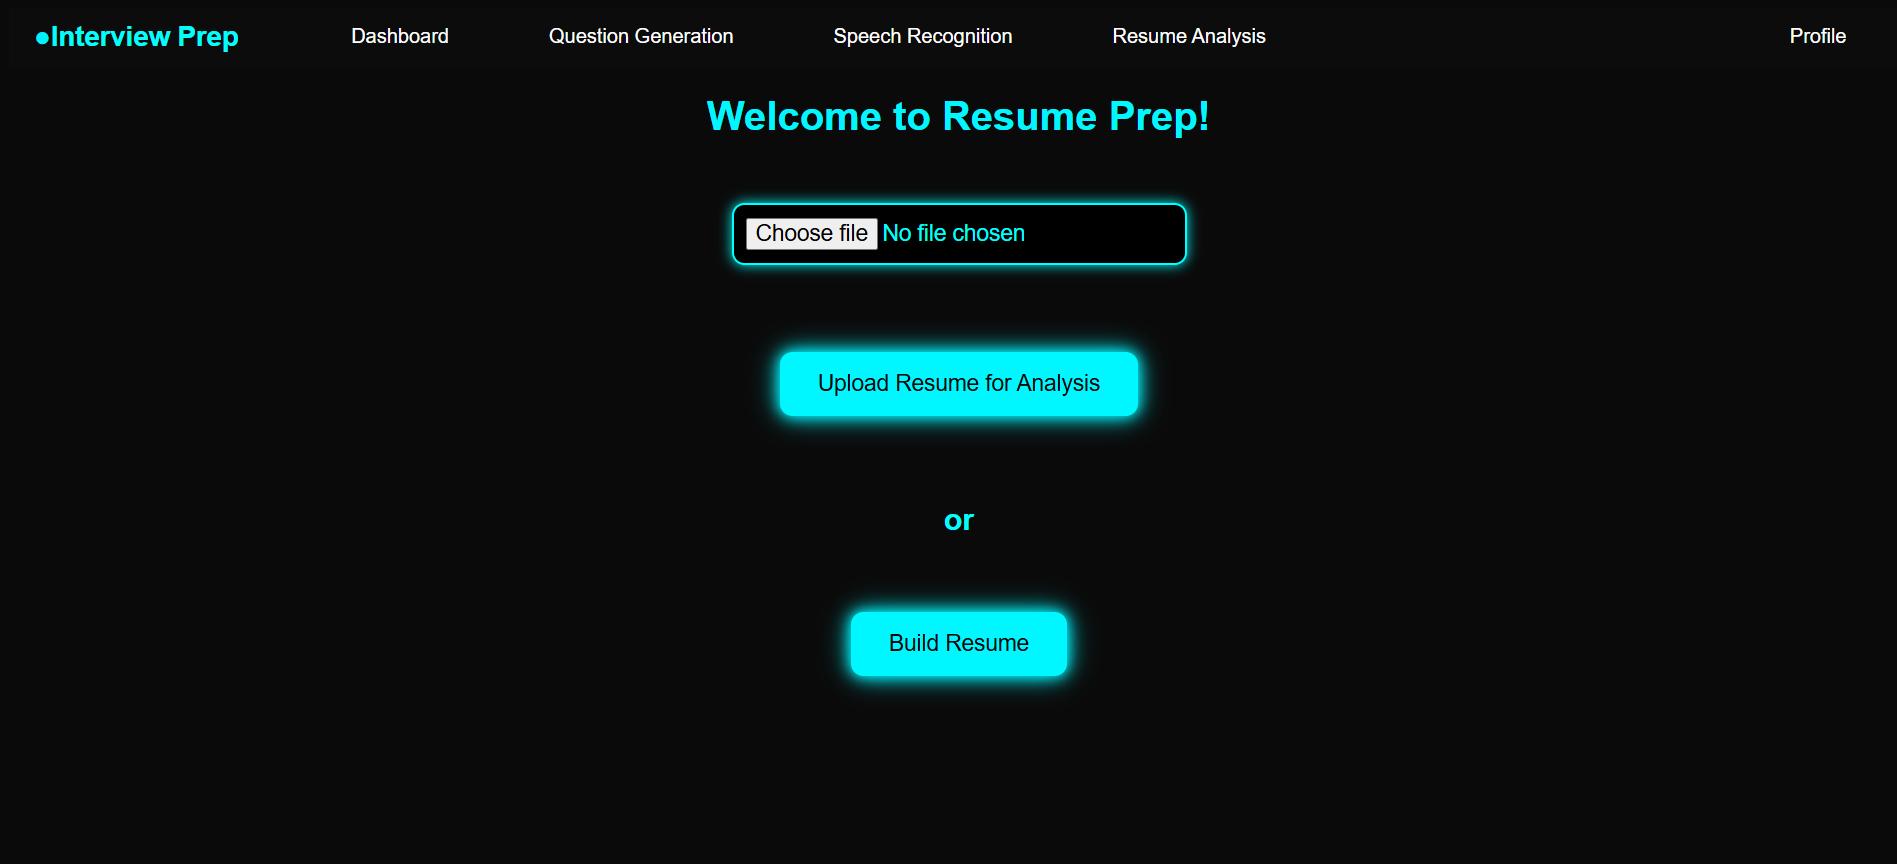 ●Interview Prep Dashboard Question Generation Speech Recognition Resume Analysis Profile
Welcome to Resume Prep!
Choose file No file chosen
Upload Resume for Analysis
or
Build Resume